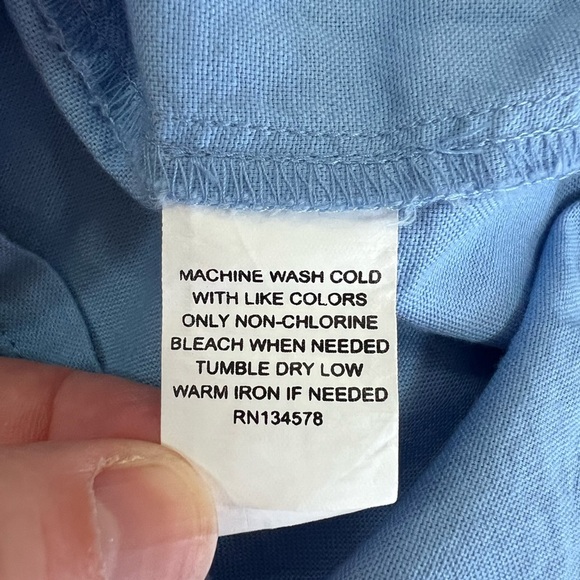 MACHINE WASH COLD
WITH LIKE COLORS
ONLY NON-CHLORINE
BLEACH WHEN NEEDED
TUMBLE DRY LOW
WARM IRON IF NEEDED
RN134578